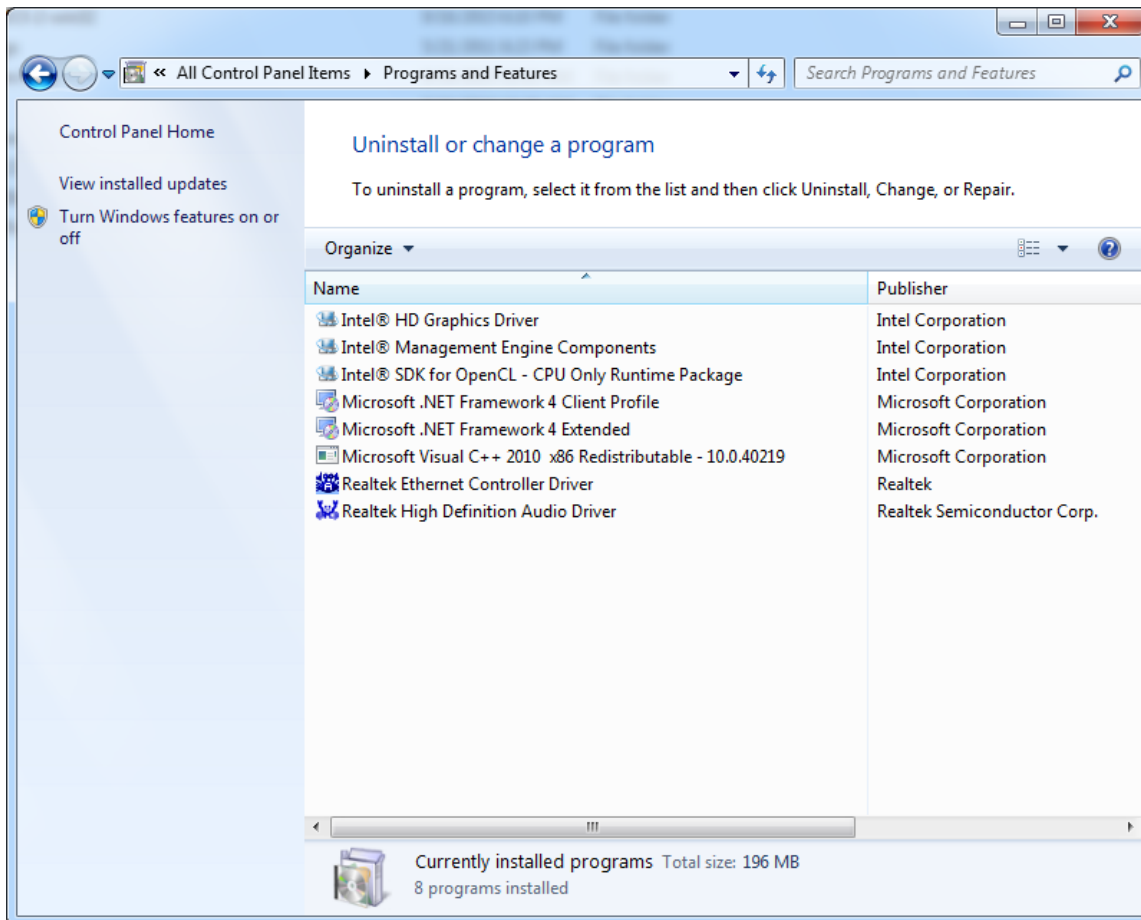 « All Control Panel Items ▸ Programs and Features
Search Programs and Features
Control Panel Home
View installed updates
Turn Windows features on or
off
Uninstall or change a program
To uninstall a program, select it from the list and then click Uninstall, Change, or Repair.
Organize
Name Publisher
Intel® HD Graphics Driver Intel Corporation
Intel® Management Engine Components Intel Corporation
Intel® SDK for OpenCL - CPU Only Runtime Package Intel Corporation
Microsoft .NET Framework 4 Client Profile Microsoft Corporation
Microsoft .NET Framework 4 Extended Microsoft Corporation
Microsoft Visual C++ 2010  x86 Redistributable - 10.0.40219 Microsoft Corporation
Realtek Ethernet Controller Driver Realtek
Realtek High Definition Audio Driver Realtek Semiconductor Corp.
Currently installed programs Total size: 196 MB
8 programs installed